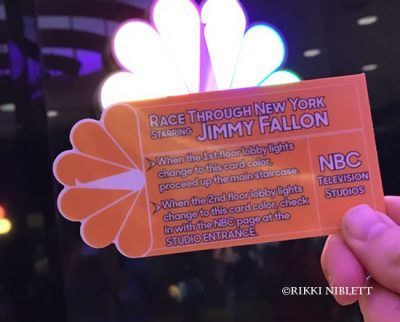 RACE THROUGH NEW YORK
STARRING JIMMY FALLON
When the 1st floor lobby lights
change to this card color,
proceed up the main staircase.
When the 2nd floor lobby lights
change to this card color, check
in with the NBC page at the
STUDIO ENTRANCE.
NBC
TELEVISION
STUDIOS
©RIKKI NIBLETT